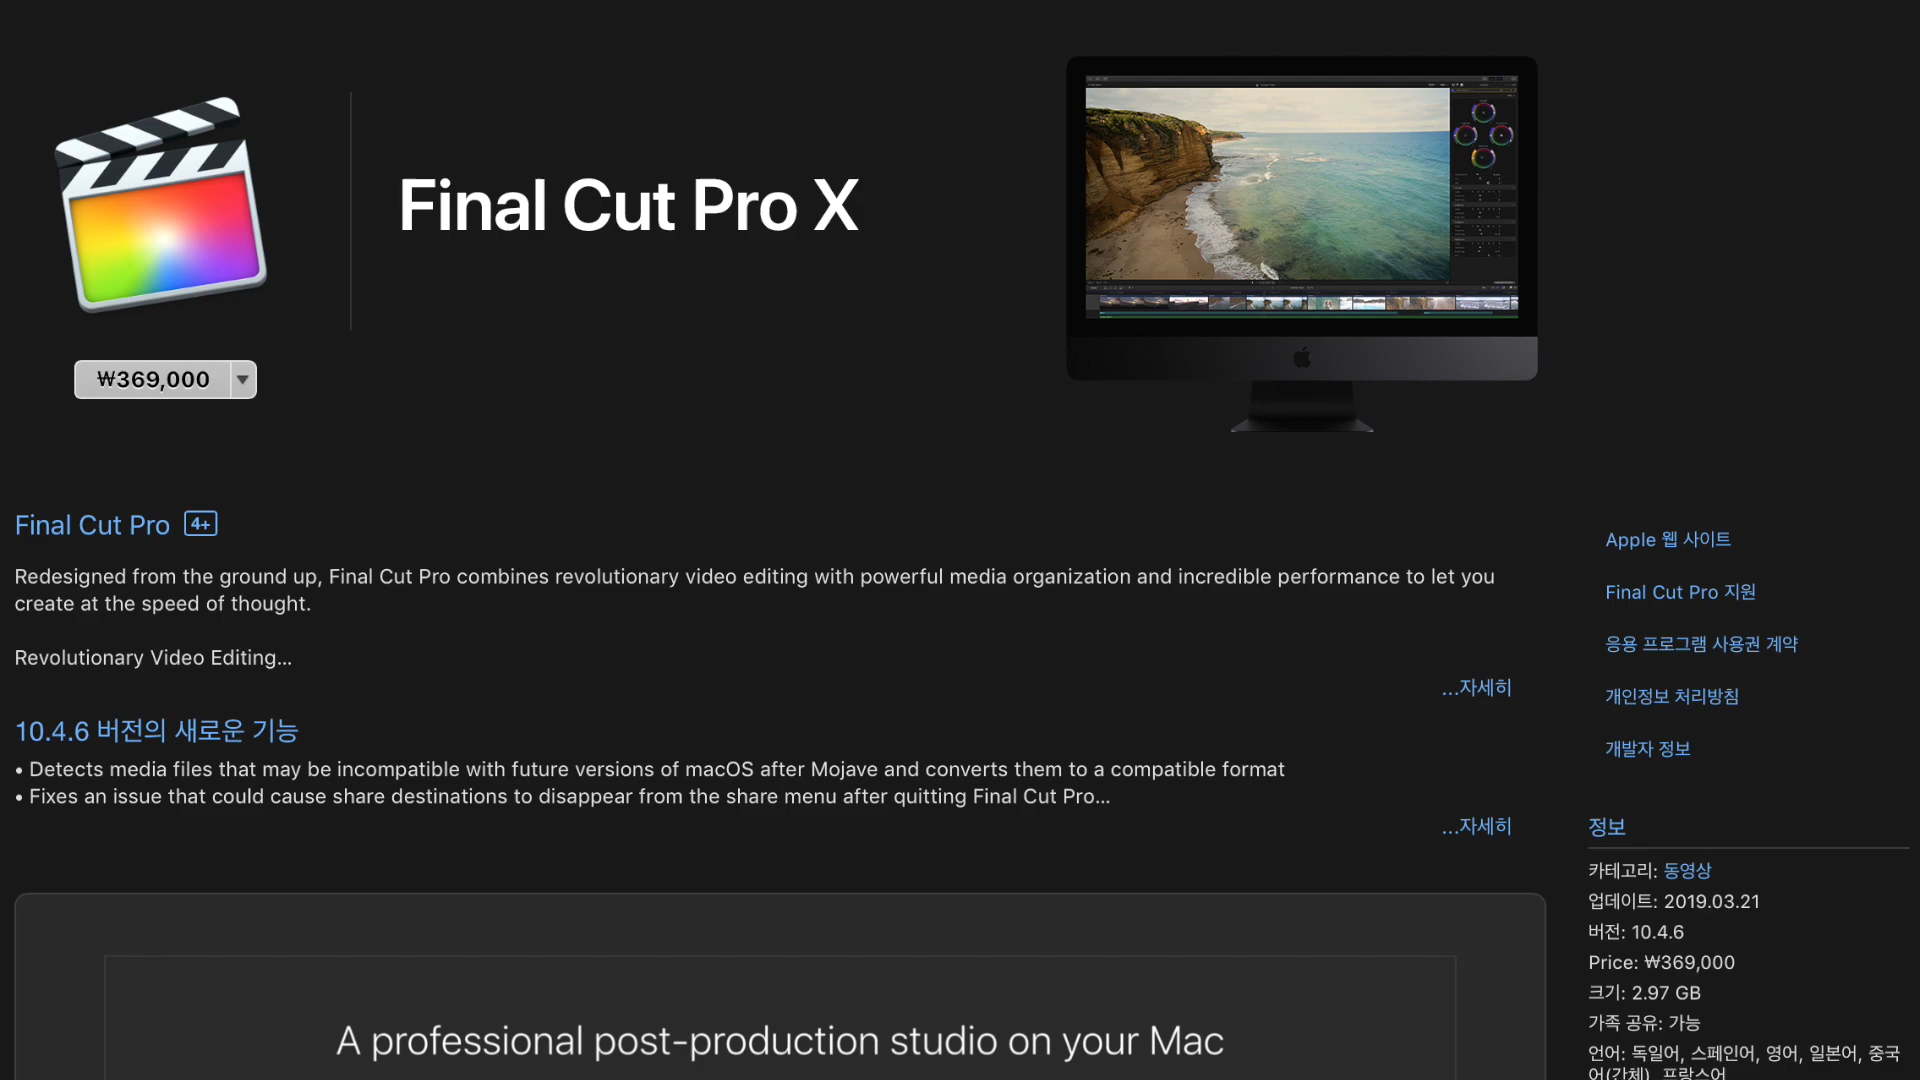 Final Cut Pro X
₩369,000
Final Cut Pro 4+
Redesigned from the ground up, Final Cut Pro combines revolutionary video editing with powerful media organization and incredible performance to let you
create at the speed of thought.
Revolutionary Video Editing...
...자세히
10.4.6 버전의 새로운 기능
• Detects media files that may be incompatible with future versions of macOS after Mojave and converts them to a compatible format
• Fixes an issue that could cause share destinations to disappear from the share menu after quitting Final Cut Pro...
...자세히
A professional post-production studio on your Mac
Apple 웹 사이트
Final Cut Pro 지원
응용 프로그램 사용권 계약
개인정보 처리방침
개발자 정보
정보
카테고리: 동영상
업데이트: 2019.03.21
버전: 10.4.6
Price: ₩369,000
크기: 2.97 GB
가족 공유: 가능
언어: 독일어, 스페인어, 영어, 일본어, 중국
어(간체), 프랑스어